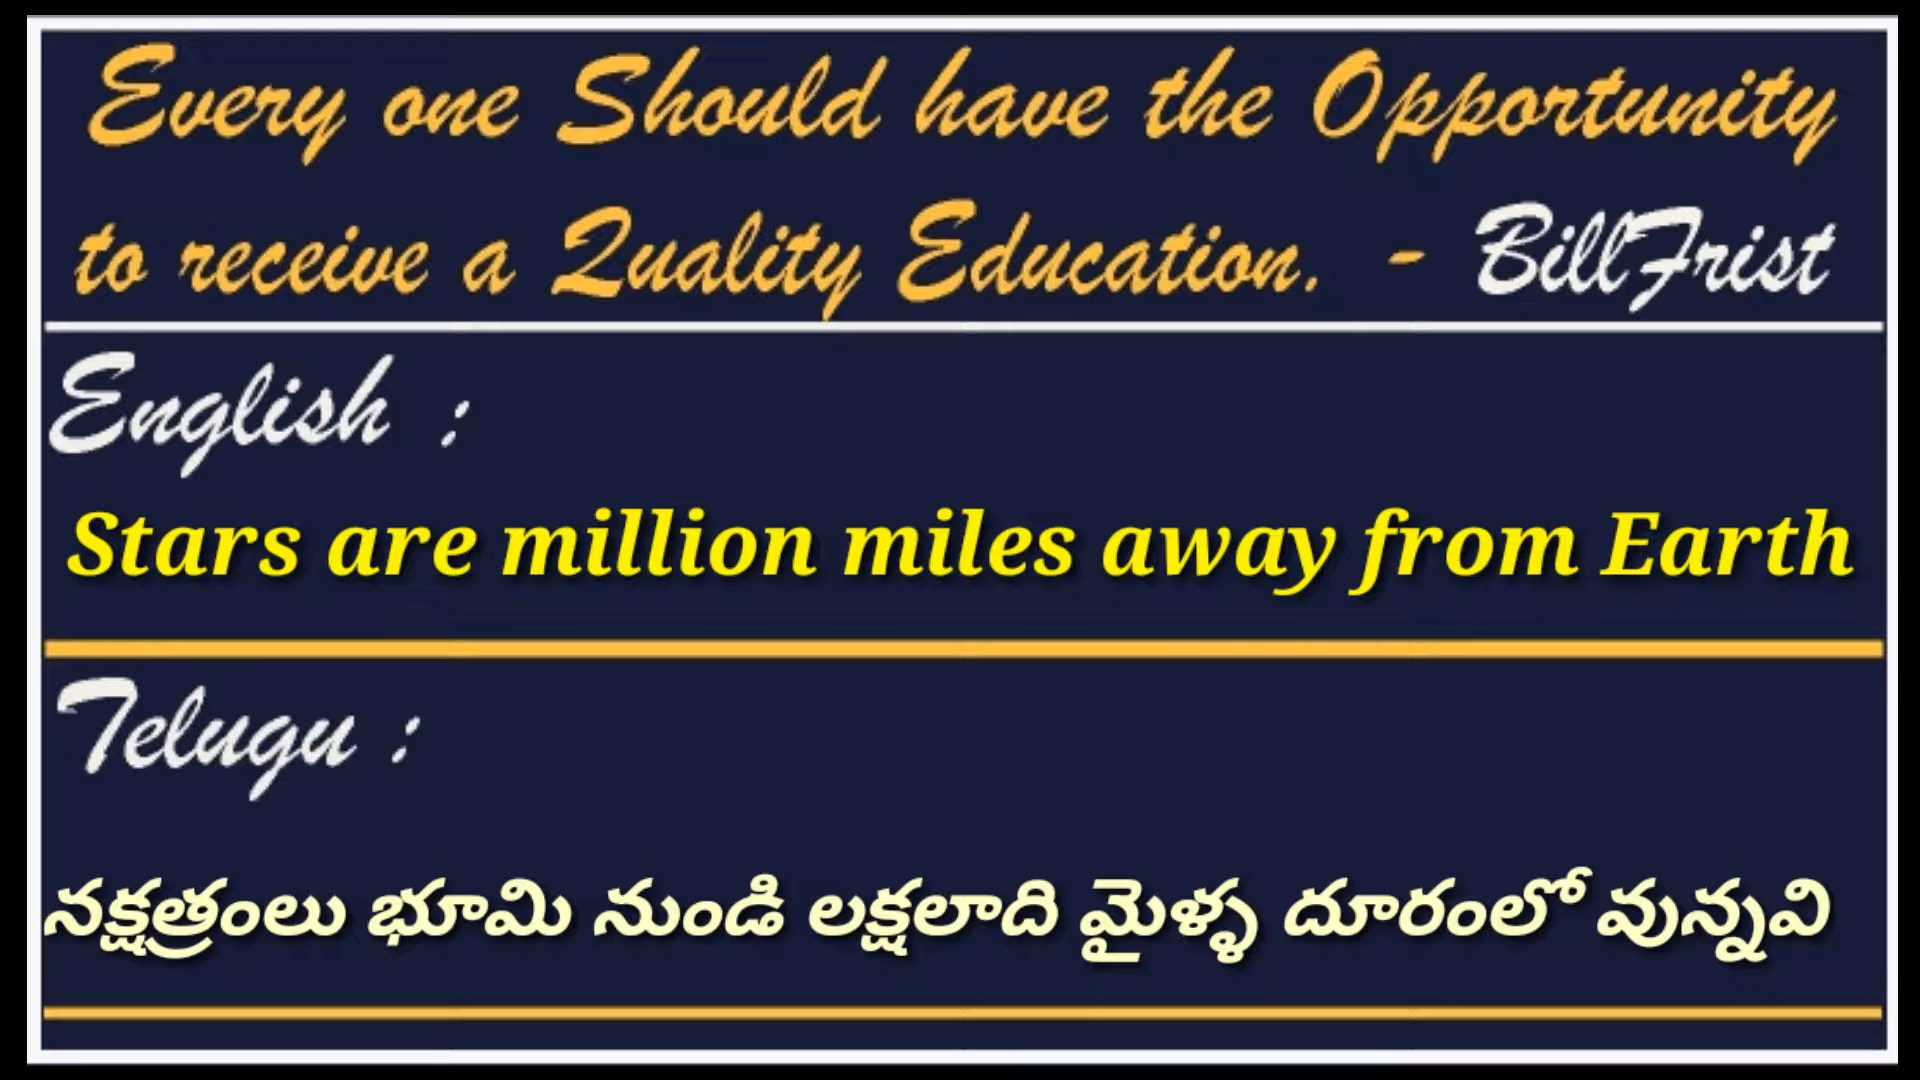 Every one Should have the Opportunity
to receive a Quality Education. - BillFrist
English :
Stars are million miles away from Earth
Telugu :
నక్షత్రంలు భూమి నుండి లక్షలాది మైళ్ళ దూరంలో వున్నవి